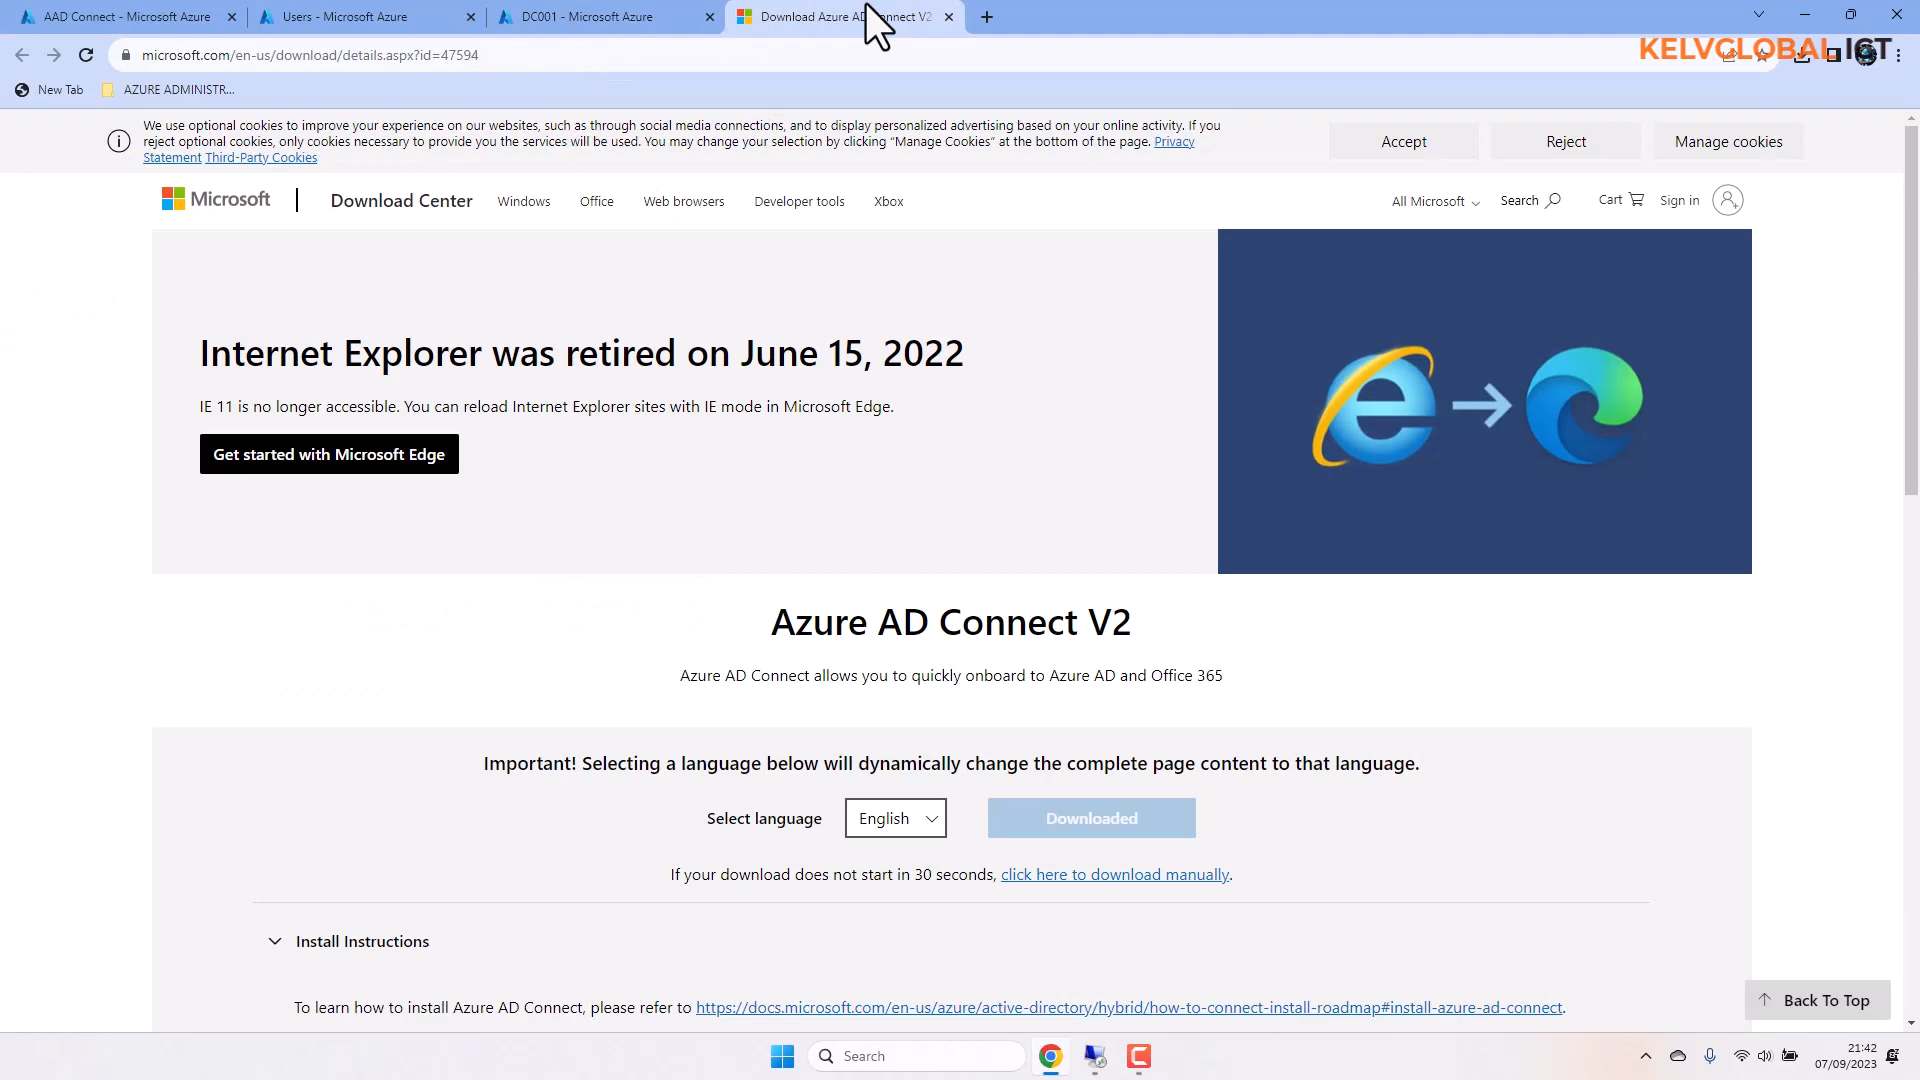 AAD Connect - Microsoft Azure
Users - Microsoft Azure
DC001 - Microsoft Azure
Download Azure AD
nnect V2
microsoft.com/en-us/download/details.aspx?id=47594
KELVGLOBAL ICT
New Tab
AZURE ADMINISTR...
We use optional cookies to improve your experience on our websites, such as through social media connections, and to display personalized advertising based on your online activity. If you
reject optional cookies, only cookies necessary to provide you the services will be used. You may change your selection by clicking “Manage Cookies” at the bottom of the page. Privacy
Statement Third-Party Cookies
Accept
Reject
Manage cookies
Microsoft
Download Center
Windows
Office
Web browsers
Developer tools
Xbox
All Microsoft
Search
Cart
Sign in
Internet Explorer was retired on June 15, 2022
IE 11 is no longer accessible. You can reload Internet Explorer sites with IE mode in Microsoft Edge.
Get started with Microsoft Edge
Azure AD Connect V2
Azure AD Connect allows you to quickly onboard to Azure AD and Office 365
Important! Selecting a language below will dynamically change the complete page content to that language.
Select language
English
Downloaded
If your download does not start in 30 seconds, click here to download manually.
Install Instructions
To learn how to install Azure AD Connect, please refer to https://docs.microsoft.com/en-us/azure/active-directory/hybrid/how-to-connect-install-roadmap#install-azure-ad-connect.
Back To Top
Search
21:42
07/09/2023